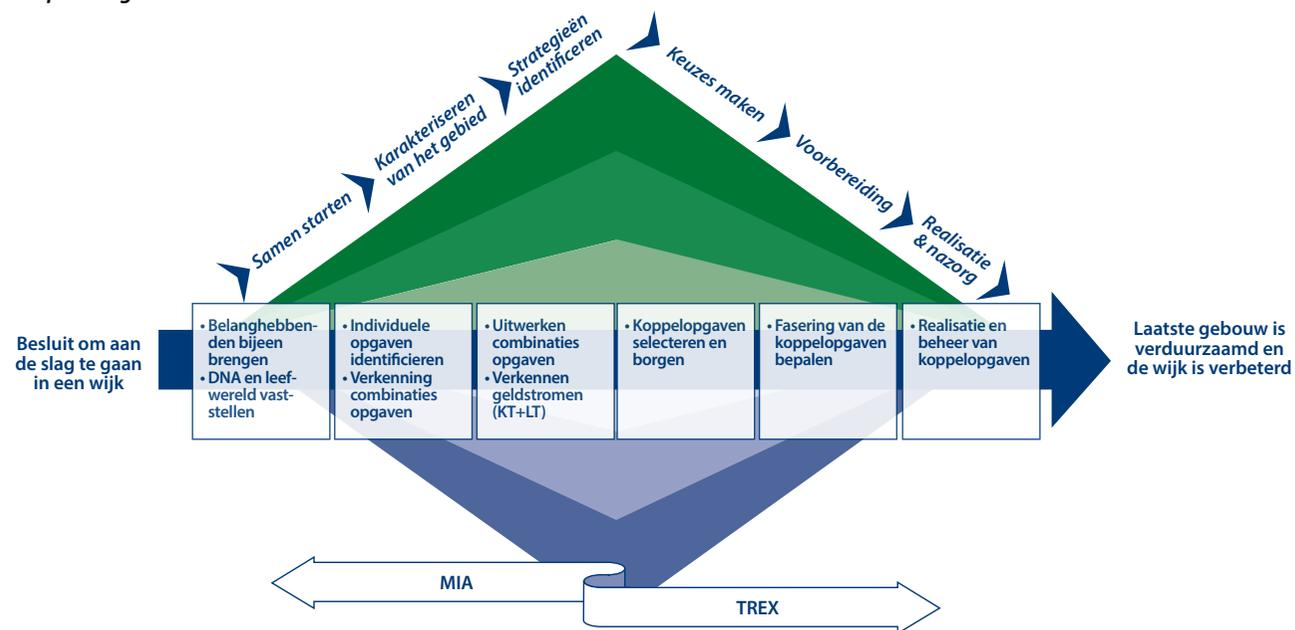 Samen starten
Karakteriseren
van het gebied
Strategieën
identificeren
Keuzes maken
Voorbereiding
Realisatie
& nazorg
Besluit om aan
de slag te gaan
in een wijk
• Belanghebben-
den bijeen
brengen
• DNA en leef-
wereld vast-
stellen
• Individuele
opgaven
identificeren
• Verkenning
combinaties
opgaven
• Uitwerken
combinaties
opgaven
• Verkennen
geldstromen
(KT+LT)
• Koppelopgaven
selecteren en
borgen
• Fasering van de
koppelopgaven
bepalen
• Realisatie en
beheer van
koppelopgaven
Laatste gebouw is
verduurzaamd en
de wijk is verbeterd
MIA
TREX